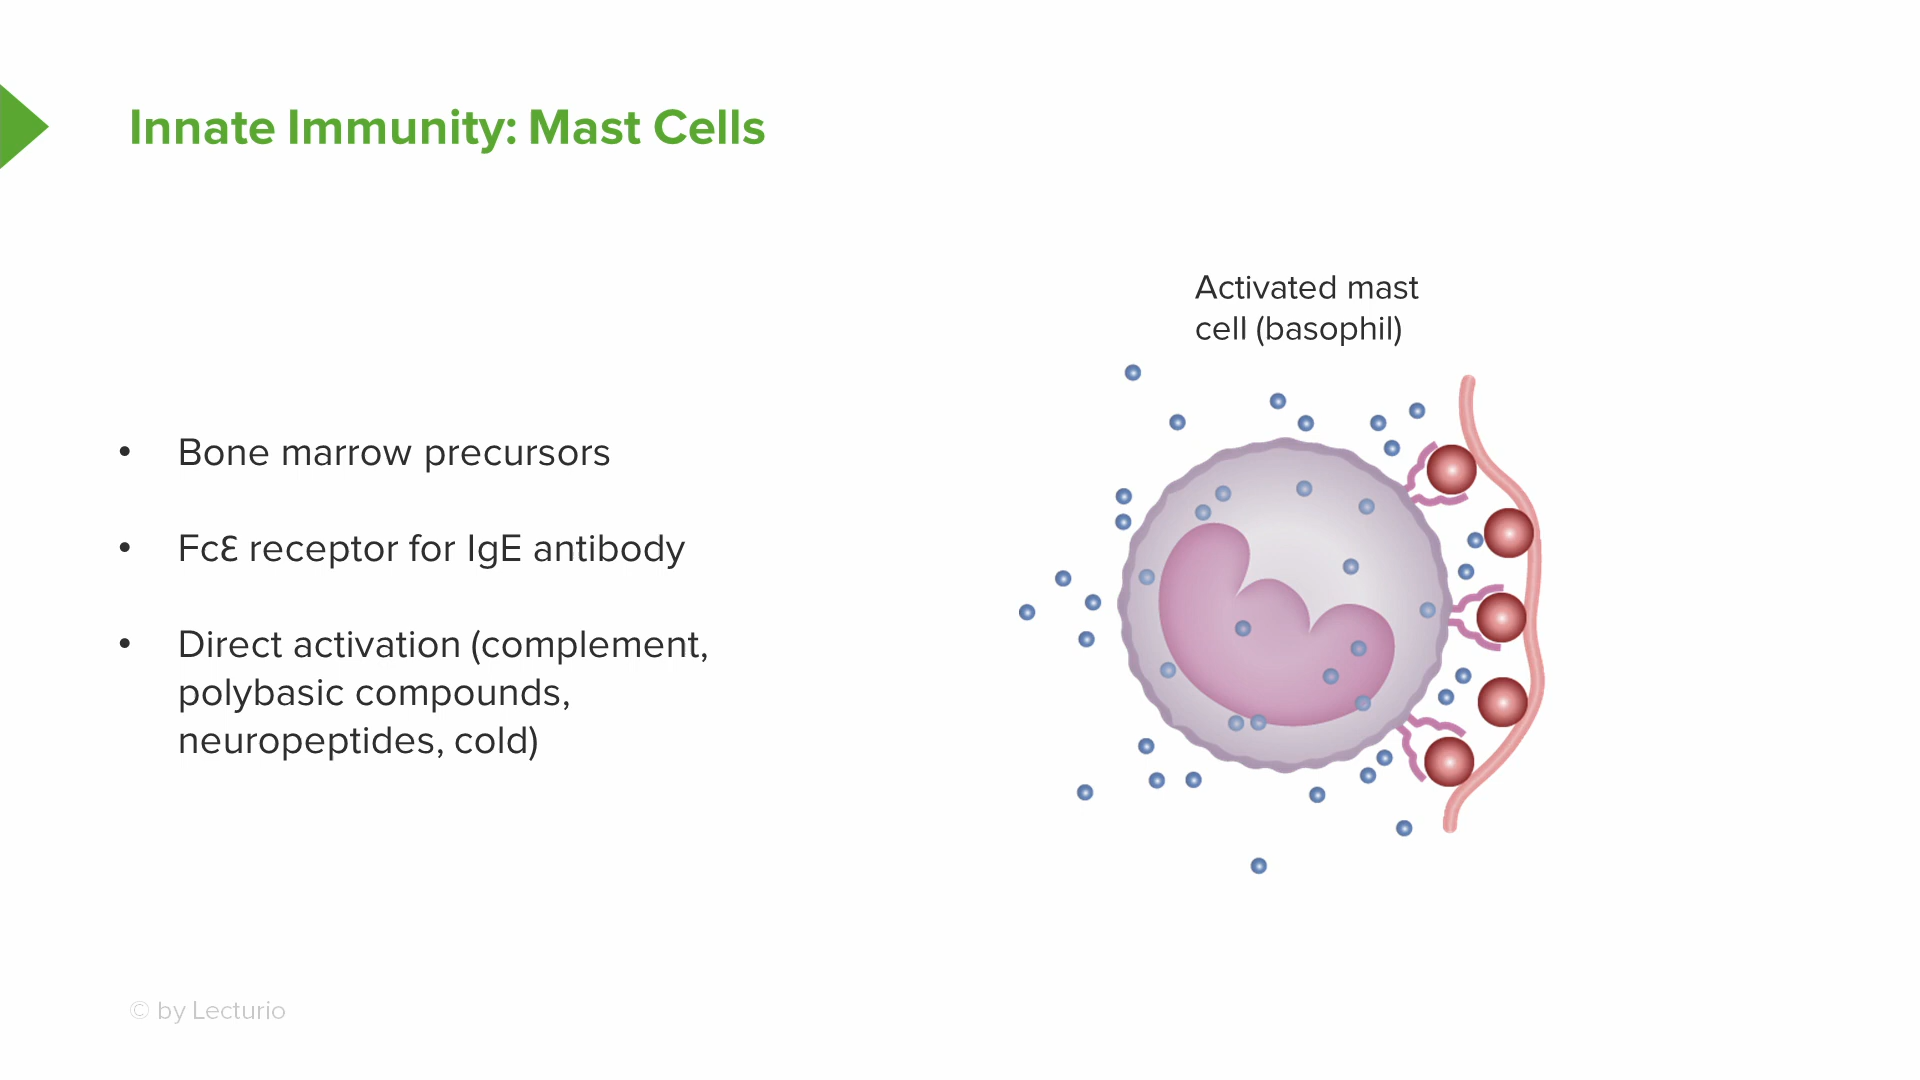 Innate Immunity: Mast Cells
Activated mast
cell (basophil)
• Bone marrow precursors
• Fcε receptor for IgE antibody
• Direct activation (complement,
polybasic compounds,
neuropeptides, cold)
© by Lecturio